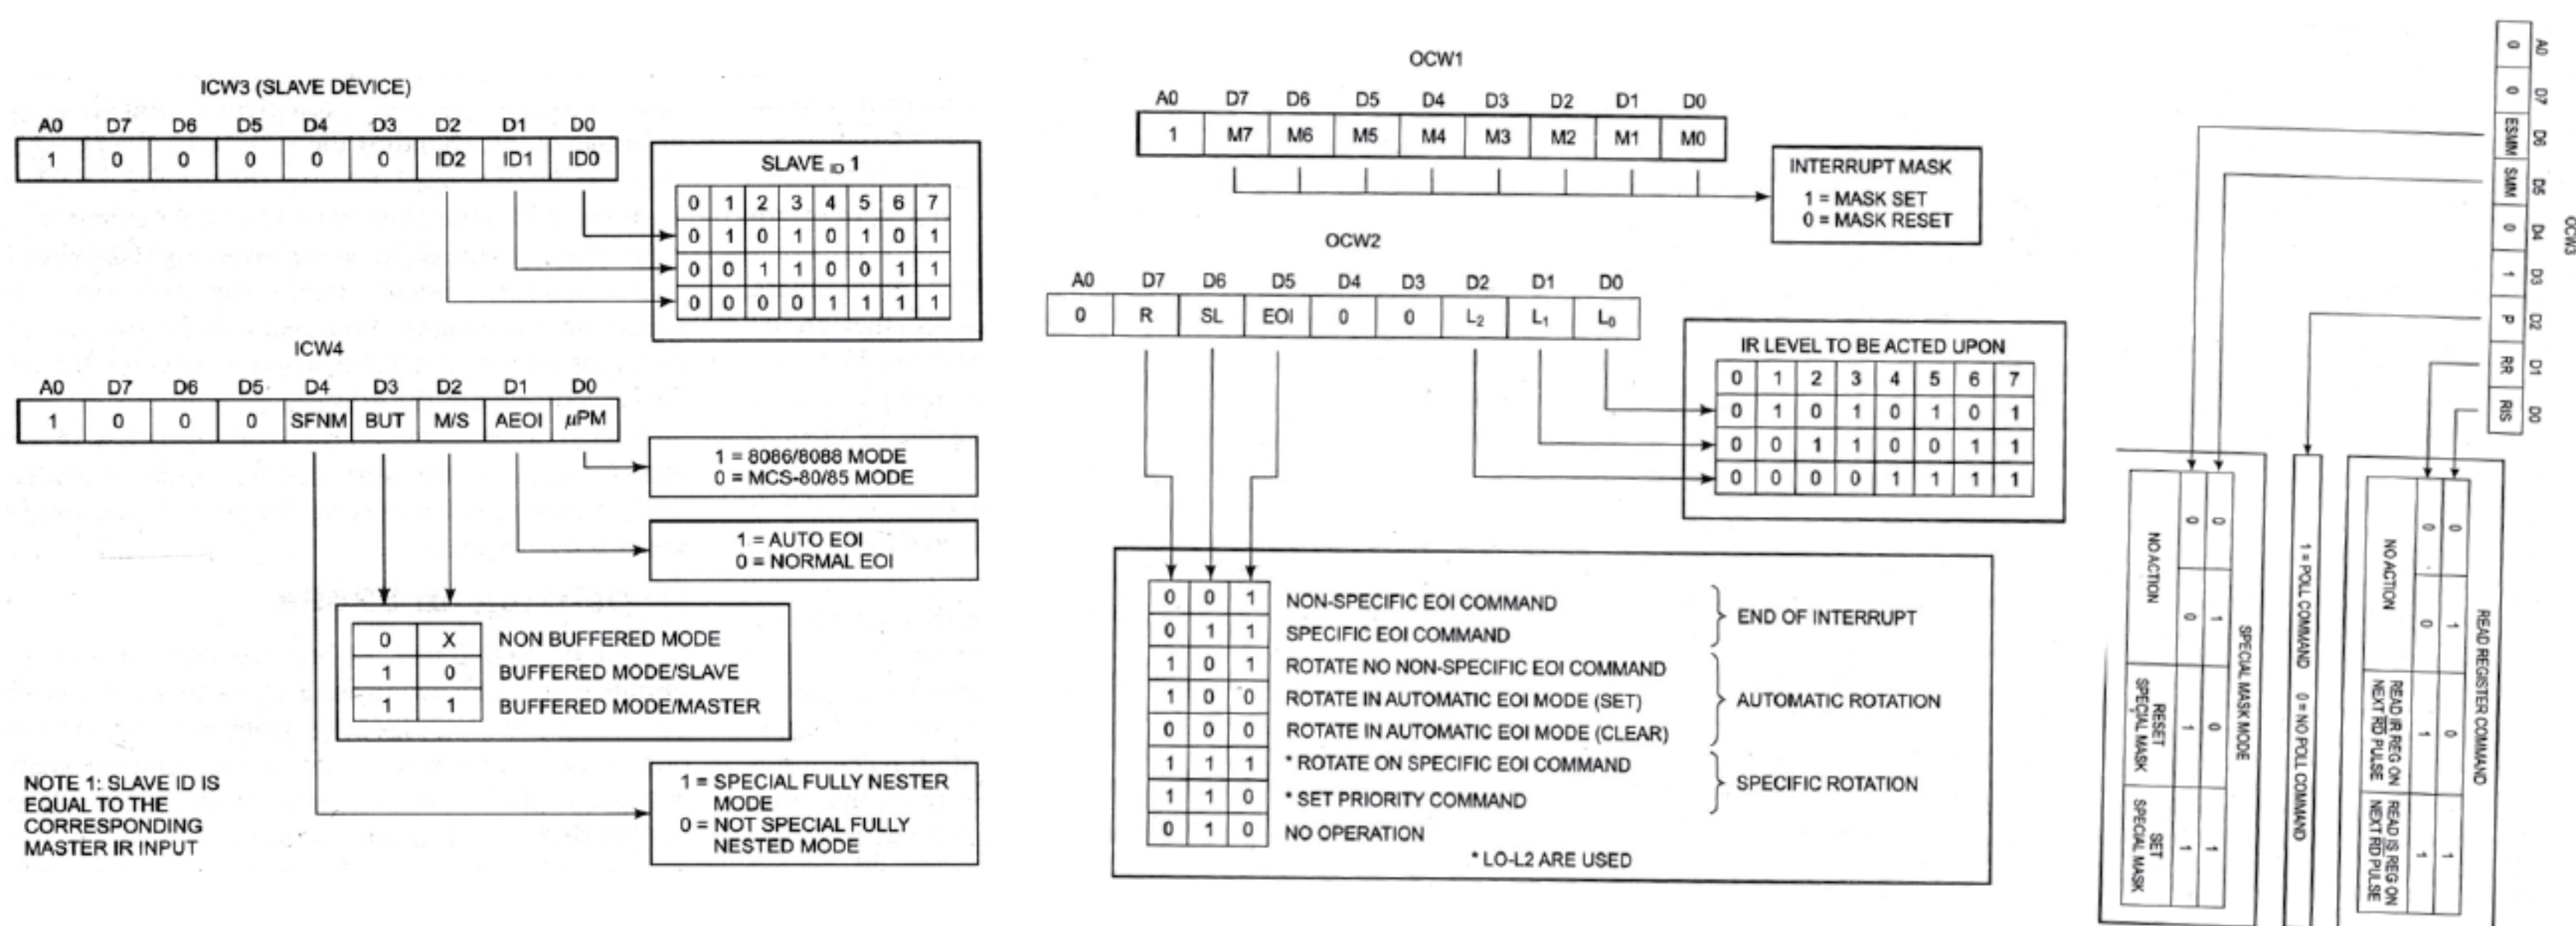 ICW3 (SLAVE DEVICE)
A0 D7 D6 D5 D4 D3 D2 D1 D0
1 0 0 0 0 0 ID2 ID1 ID0
SLAVE ID 1
0 1 2 3 4 5 6 7
0 1 0 1 0 1 0 1
0 0 1 1 0 0 1 1
0 0 0 0 1 1 1 1
ICW4
A0 D7 D6 D5 D4 D3 D2 D1 D0
1 0 0 0 SFNM BUT M/S AEOI μPM
1 = 8086/8088 MODE
0 = MCS-80/85 MODE
1 = AUTO EOI
0 = NORMAL EOI
0 X NON BUFFERED MODE
1 0 BUFFERED MODE/SLAVE
1 1 BUFFERED MODE/MASTER
1 = SPECIAL FULLY NESTER
MODE
0 = NOT SPECIAL FULLY
NESTED MODE
NOTE 1: SLAVE ID IS
EQUAL TO THE
CORRESPONDING
MASTER IR INPUT
OCW1
A0 D7 D6 D5 D4 D3 D2 D1 D0
1 M7 M6 M5 M4 M3 M2 M1 M0
INTERRUPT MASK
1 = MASK SET
0 = MASK RESET
OCW2
A0 D7 D6 D5 D4 D3 D2 D1 D0
0 R SL EOI 0 0 L2 L1 L0
IR LEVEL TO BE ACTED UPON
0 1 2 3 4 5 6 7
0 1 0 1 0 1 0 1
0 0 1 1 0 0 1 1
0 0 0 0 1 1 1 1
0 0 1 NON-SPECIFIC EOI COMMAND
0 1 1 SPECIFIC EOI COMMAND
END OF INTERRUPT
1 0 1 ROTATE NO NON-SPECIFIC EOI COMMAND
1 0 0 ROTATE IN AUTOMATIC EOI MODE (SET)
0 0 0 ROTATE IN AUTOMATIC EOI MODE (CLEAR)
AUTOMATIC ROTATION
1 1 1 * ROTATE ON SPECIFIC EOI COMMAND
1 1 0 * SET PRIORITY COMMAND
SPECIFIC ROTATION
0 1 0 NO OPERATION
* LO-L2 ARE USED
OCW3
A0 D7 D6 D5 D4 D3 D2 D1 D0
0 0 ESMM SMM 0 1 P RR RIS
READ REGISTER COMMAND
0 1 0 1
0 0 1 1
NO ACTION
READ IR REG ON
NEXT RD PULSE
READ IS REG ON
NEXT RD PULSE
1 = POLL COMMAND 0 = NO POLL COMMAND
SPECIAL MASK MODE
0 1 0 1
0 0 1 1
NO ACTION
RESET
SPECIAL MASK
SET
SPECIAL MASK